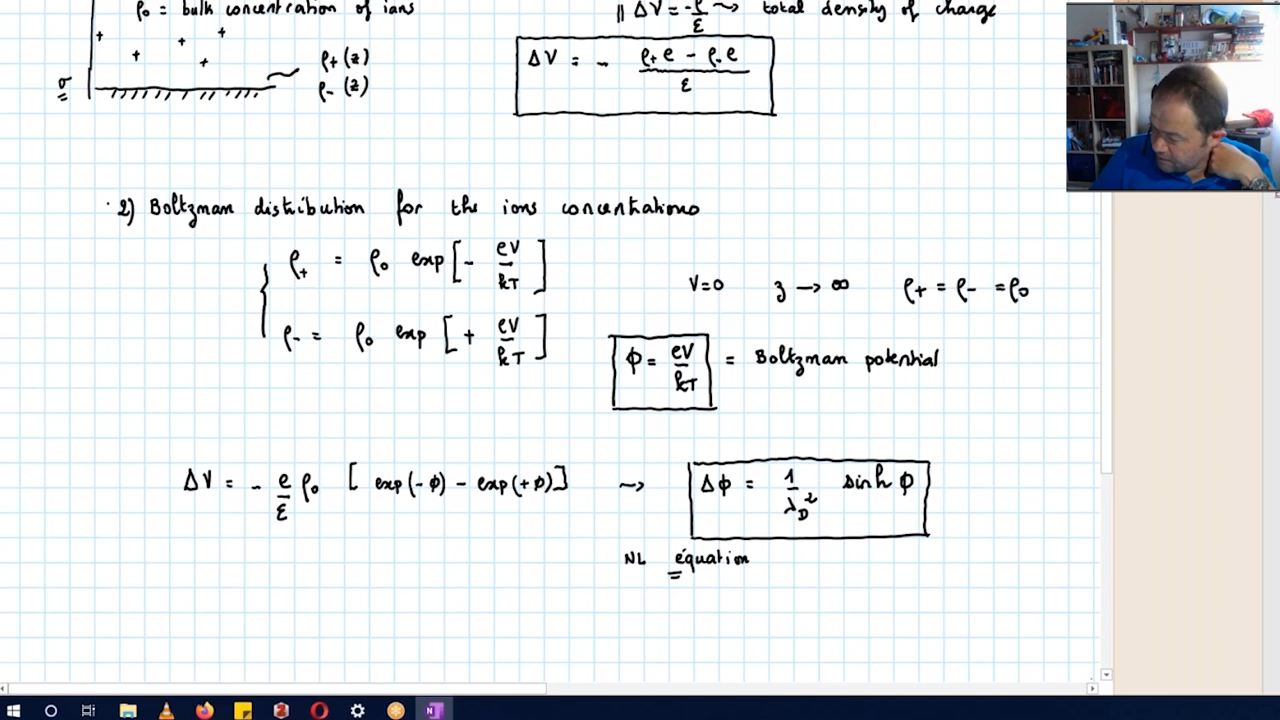 ρ₀ = bulk concentration of ions
|| ΔV = -ρ/ε ⇝ total density of charge
ρ₊(z)
ρ₋(z)
σ
ΔV = - (ρ₊e - ρ₋e)/ε
2) Boltzman distribution for the ions concentrations
ρ₊ = ρ₀ exp[- eV/kT]
V=0 z → ∞ ρ₊ = ρ₋ = ρ₀
ρ₋ = ρ₀ exp[+ eV/kT]
ϕ = eV/kT = Boltzman potential
ΔV = - e/ε ρ₀ [exp(-ϕ) - exp(+ϕ)] ⇝ Δϕ = 1/λ_D² sinh ϕ
NL équation